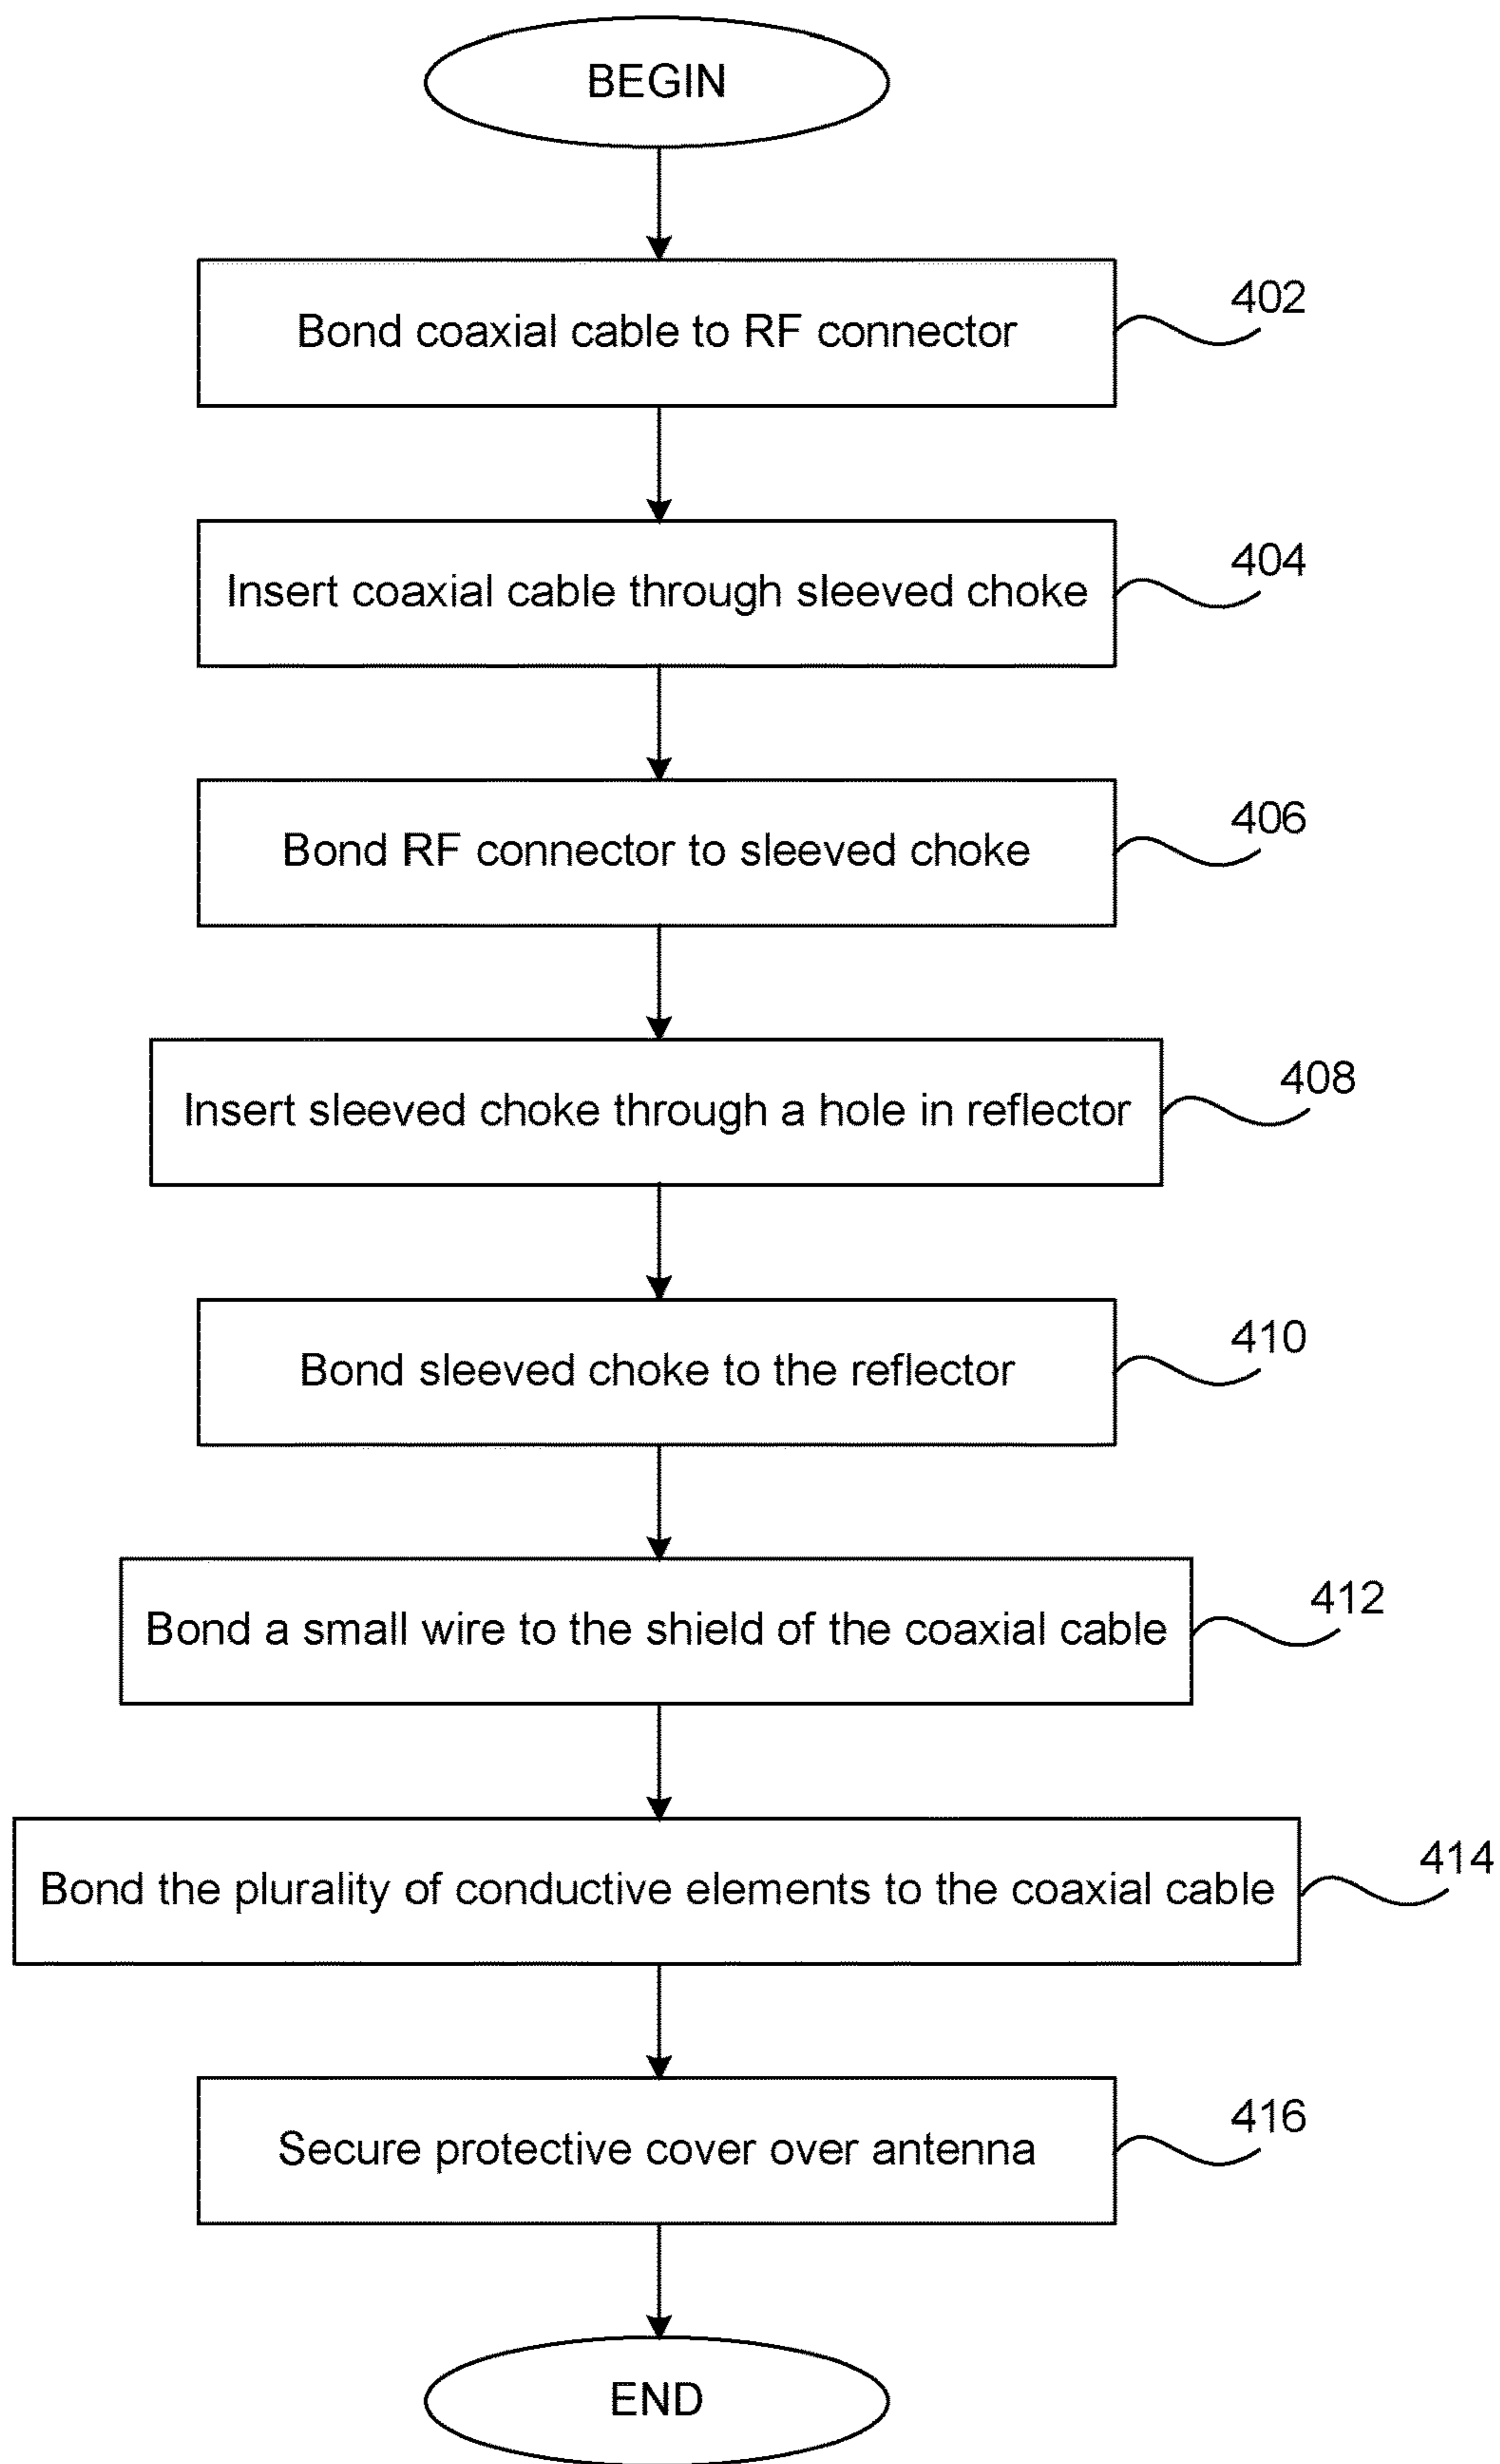 BEGIN
Bond coaxial cable to RF connector
402
Insert coaxial cable through sleeved choke
404
Bond RF connector to sleeved choke
406
Insert sleeved choke through a hole in reflector
408
Bond sleeved choke to the reflector
410
Bond a small wire to the shield of the coaxial cable
412
Bond the plurality of conductive elements to the coaxial cable
414
Secure protective cover over antenna
416
END